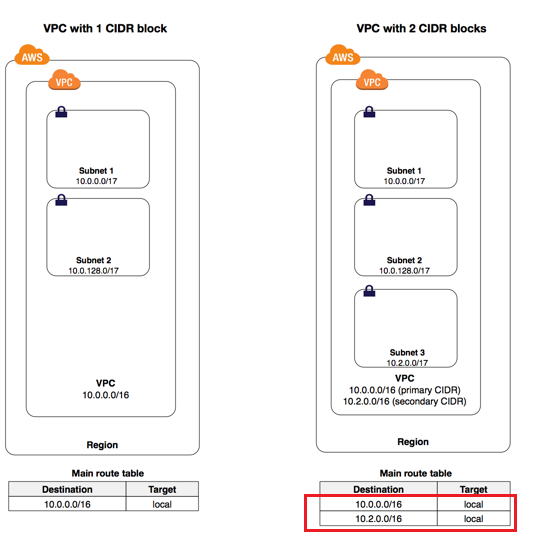 VPC with 1 CIDR block
AWS
VPC
Subnet 1
10.0.0.0/17
Subnet 2
10.0.128.0/17
VPC
10.0.0.0/16
Region
Main route table
Destination Target
10.0.0.0/16 local
VPC with 2 CIDR blocks
AWS
VPC
Subnet 1
10.0.0.0/17
Subnet 2
10.0.128.0/17
Subnet 3
10.2.0.0/17
VPC
10.0.0.0/16 (primary CIDR)
10.2.0.0/16 (secondary CIDR)
Region
Main route table
Destination Target
10.0.0.0/16 local
10.2.0.0/16 local